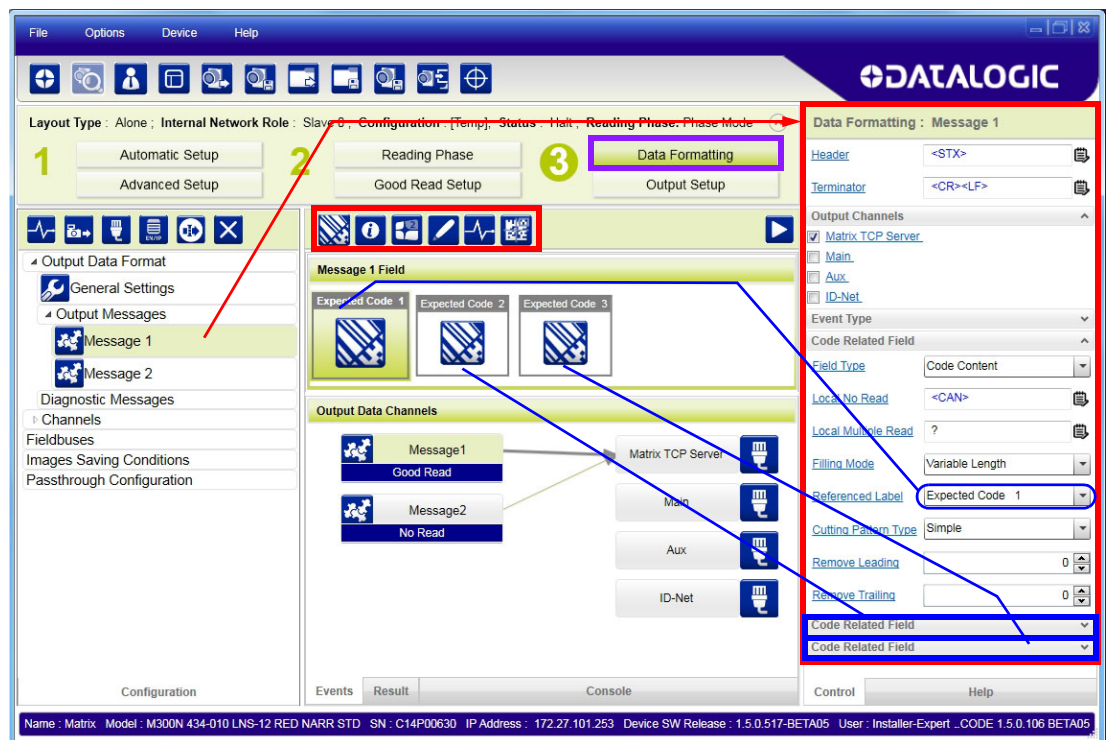 File Options Device Help
DATALOGIC
Layout Type : Alone ; Internal Network Role : Slave 6 ; Configuration : [Temp], Status : Halt ; Reading Phase: Phase Mode
1 Automatic Setup
Advanced Setup
2 Reading Phase
Good Read Setup
3 Data Formatting
Output Setup
EN/IP
Output Data Format
General Settings
Output Messages
Message 1
Message 2
Diagnostic Messages
Channels
Fieldbuses
Images Saving Conditions
Passthrough Configuration
Configuration
Message 1 Field
Expected Code 1
Expected Code 2
Expected Code 3
Output Data Channels
Message1
Good Read
Message2
No Read
Matrix TCP Server
Main
Aux
ID-Net
Events Result Console
Data Formatting : Message 1
Header <STX>
Terminator <CR><LF>
Output Channels
Matrix TCP Server
Main
Aux
ID-Net
Event Type
Code Related Field
Field Type Code Content
Local No Read <CAN>
Local Multiple Read ?
Filling Mode Variable Length
Referenced Label Expected Code 1
Cutting Pattern Type Simple
Remove Leading 0
Remove Trailing 0
Code Related Field
Code Related Field
Control Help
Name : Matrix Model : M300N 434-010 LNS-12 RED NARR STD SN : C14P00630 IP Address : 172.27.101.253 Device SW Release : 1.5.0.517-BETA05 User : Installer-Expert _CODE 1.5.0.106 BETA05